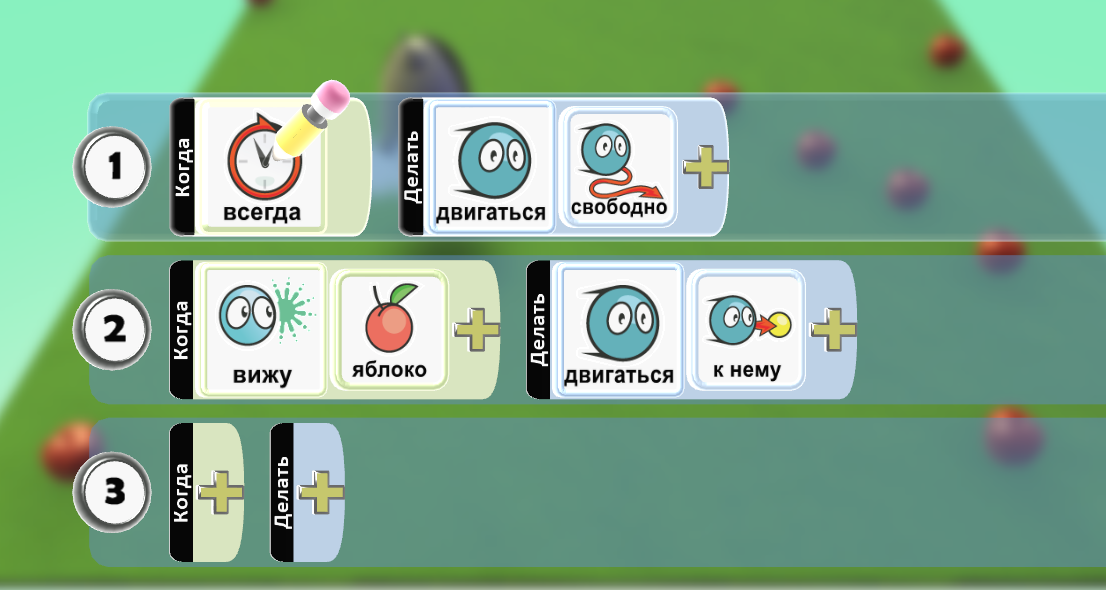 1
Когда
всегда
Делать
двигаться
свободно
2
Когда
вижу
яблоко
Делать
двигаться
к нему
3
Когда
Делать